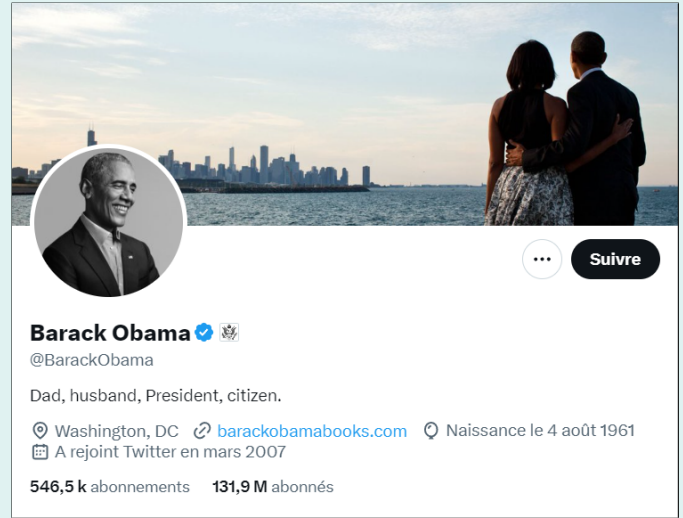 Suivre
Barack Obama
@BarackObama
Dad, husband, President, citizen.
Washington, DC barackobamabooks.com Naissance le 4 août 1961
A rejoint Twitter en mars 2007
546,5 k abonnements 131,9 M abonnés